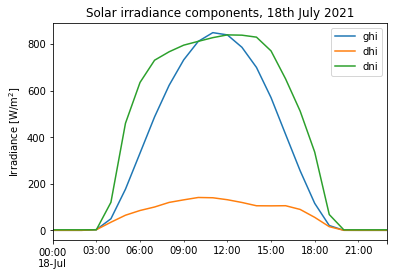 Solar irradiance components, 18th July 2021
Irradiance [W/m²]
800
600
400
200
0
ghi
dhi
dni
00:00
18-Jul
03:00
06:00
09:00
12:00
15:00
18:00
21:00